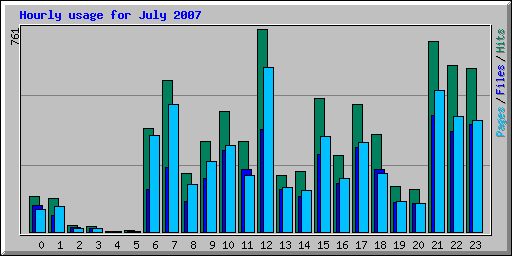 Hourly usage for July 2007
761
Pages/Files/Hits
0 1 2 3 4 5 6 7 8 9 10 11 12 13 14 15 16 17 18 19 20 21 22 23